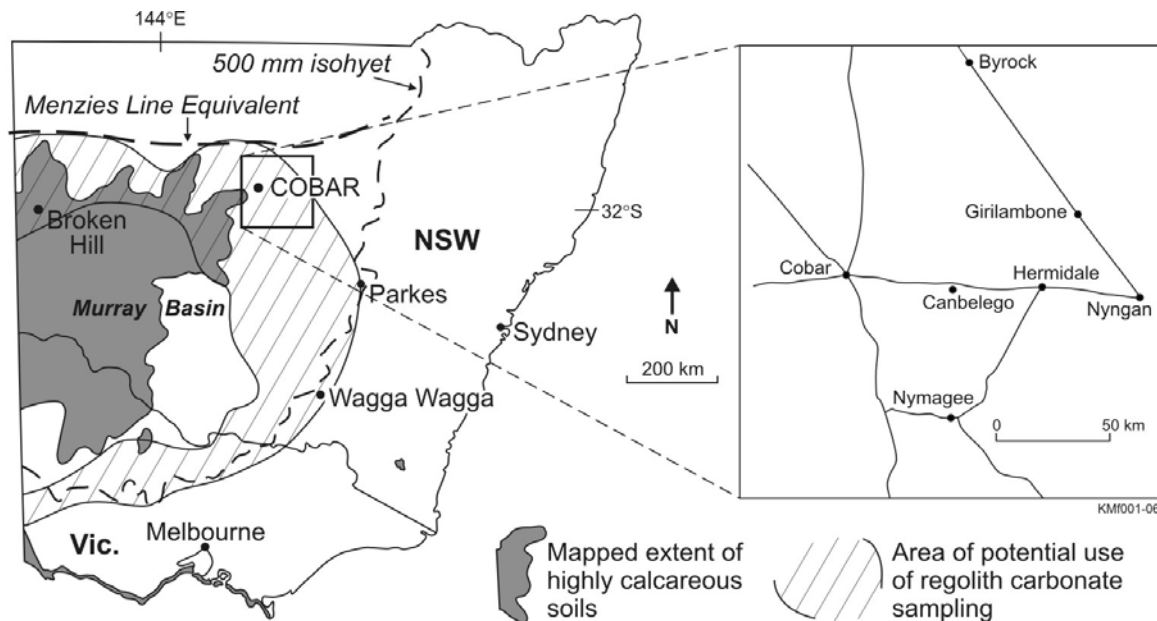 144°E
500 mm isohyet
Menzies Line Equivalent
COBAR
32°S
Broken
Hill
NSW
Murray Basin
Parkes
N
Sydney
200 km
Wagga Wagga
Vic.
Melbourne
Byrock
Girilambone
Cobar
Hermidale
Canbelego
Nyngan
Nymagee
0 50 km
KMf001-06
Mapped extent of
highly calcareous
soils
Area of potential use
of regolith carbonate
sampling